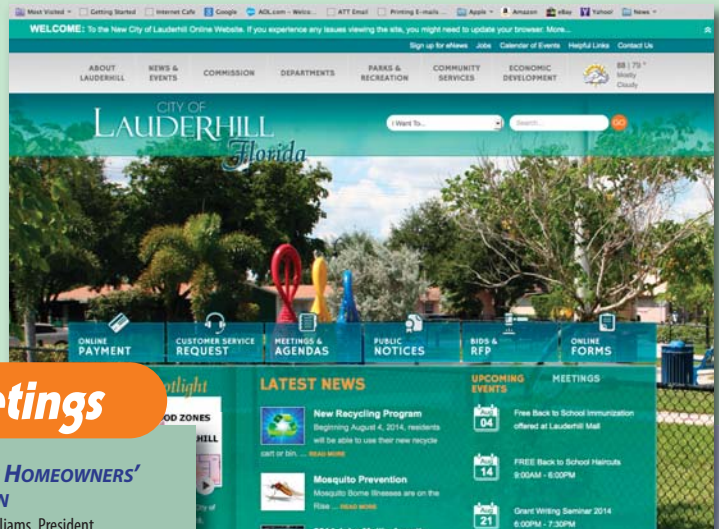 Most Visited Getting Started Internet Cafe Google AOL.com - Welco... ATT Email Printing E-mails ... Apple Amazon eBay Yahoo! News
WELCOME: To the New City of Lauderhill Online Website. If you experience any issues viewing the site, you might need to update your browser. More...
Sign up for eNews Jobs Calendar of Events Helpful Links Contact Us
ABOUT LAUDERHILL
NEWS & EVENTS
COMMISSION
DEPARTMENTS
PARKS & RECREATION
COMMUNITY SERVICES
ECONOMIC DEVELOPMENT
88 | 75 °
Mostly
Cloudy
CITY OF
LAUDERHILL
Florida
I Want To...
Search...
GO
ONLINE
PAYMENT
CUSTOMER SERVICE
REQUEST
MEETINGS &
AGENDAS
PUBLIC
NOTICES
BIDS &
RFP
ONLINE
FORMS
otlight
OD ZONES
HILL
City of
etings
HOMEOWNERS'
N
liams, President
LATEST NEWS
New Recycling Program
Beginning August 4, 2014, residents
will be able to use their new recycle
cart or bin. ... READ MORE
Mosquito Prevention
Mosquito Borne Illnesses are on the
Rise ... READ MORE
UPCOMING
EVENTS
MEETINGS
Aug
04
Free Back to School Immunization
offered at Lauderhill Mall
Aug
14
FREE Back to School Haircuts
9:00AM - 6:00PM
Aug
21
Grant Writing Seminar 2014
6:00PM - 7:30PM